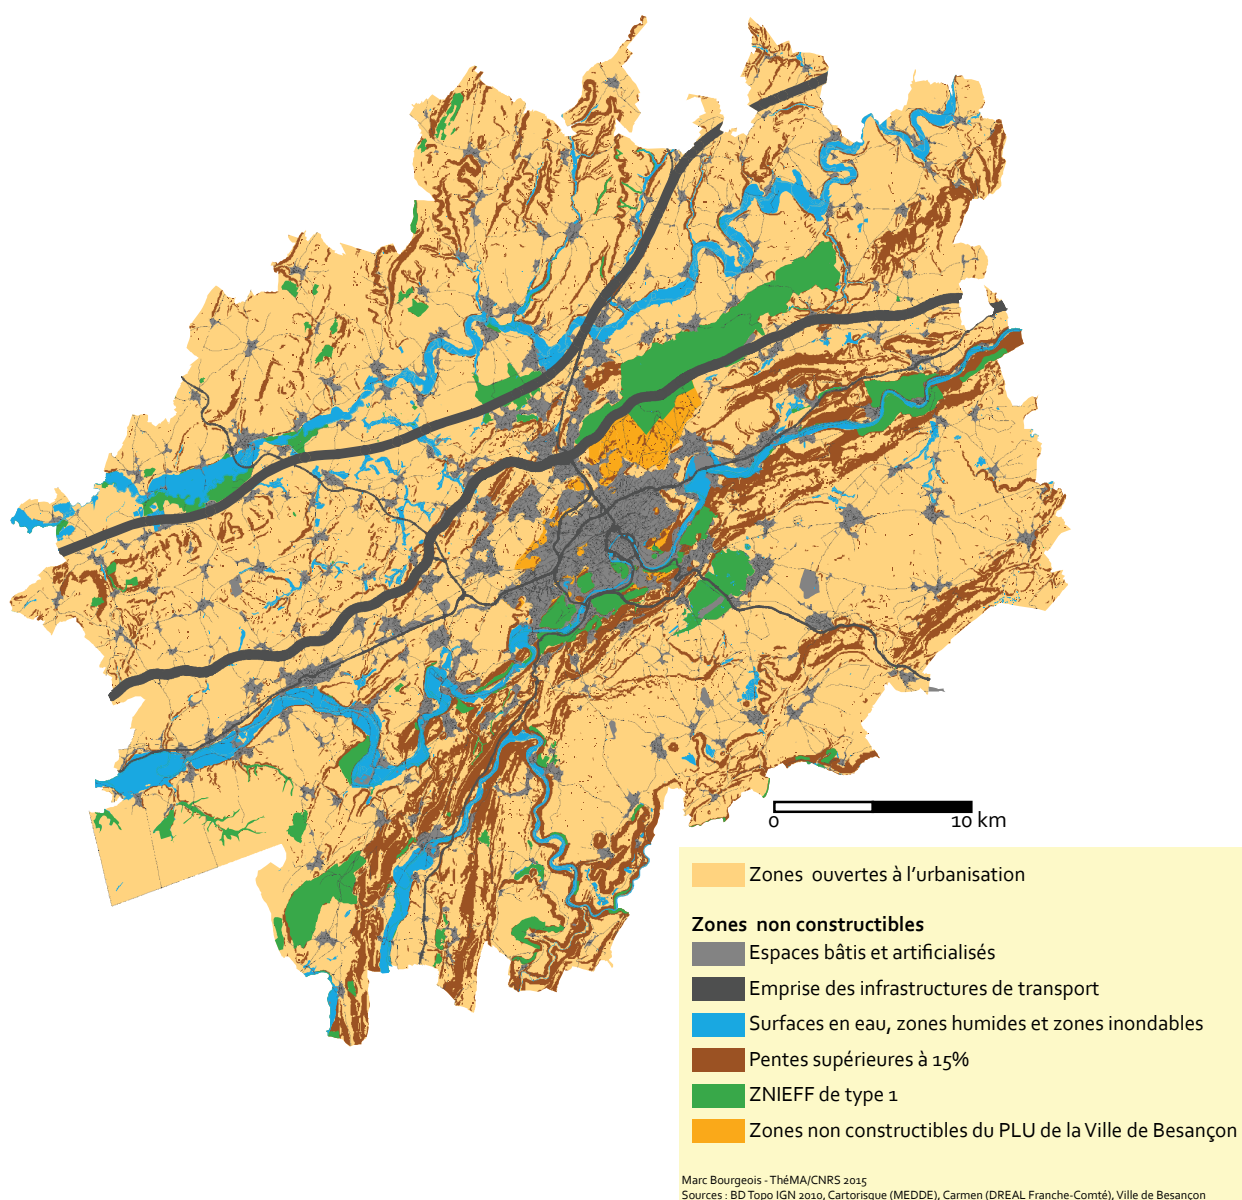 0 10 km
Zones ouvertes à l'urbanisation
Zones non constructibles
Espaces bâtis et artificialisés
Emprise des infrastructures de transport
Surfaces en eau, zones humides et zones inondables
Pentes supérieures à 15%
ZNIEFF de type 1
Zones non constructibles du PLU de la Ville de Besançon
Marc Bourgeois - ThéMA/CNRS 2015
Sources : BD Topo IGN 2010, Cartorisque (MEDDE), Carmen (DREAL Franche-Comté), Ville de Besançon